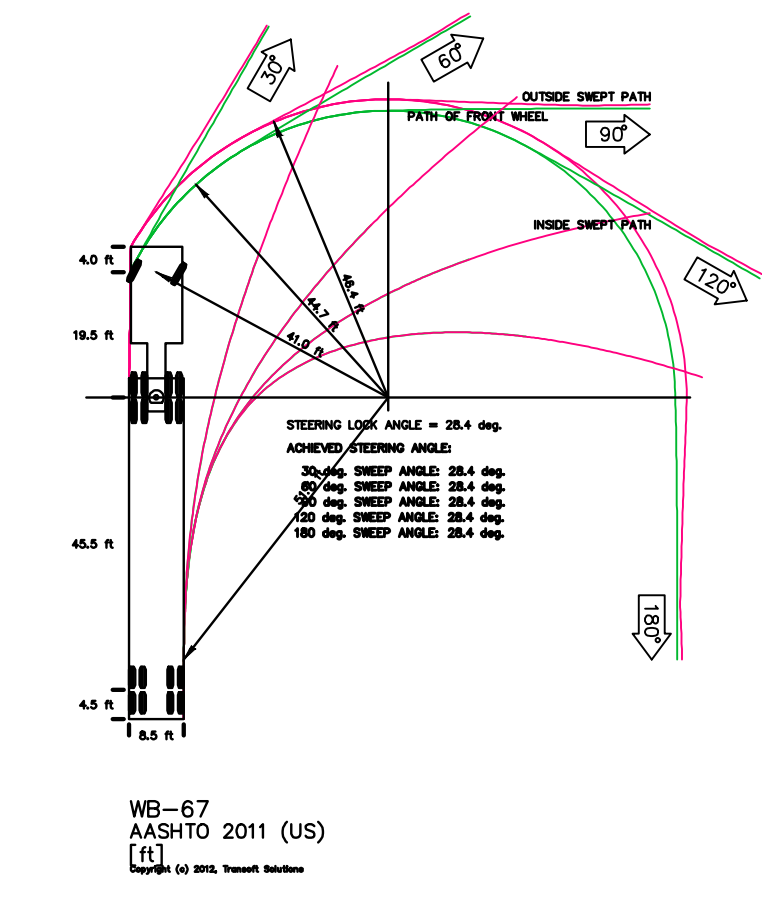 30°
60°
OUTSIDE SWEPT PATH
PATH OF FRONT WHEEL
90°
INSIDE SWEPT PATH
4.0 ft
120°
46.4 ft
44.7 ft
19.5 ft
41.0 ft
STEERING LOCK ANGLE = 28.4 deg.
ACHIEVED STEERING ANGLE:
30 deg. SWEEP ANGLE: 28.4 deg.
60 deg. SWEEP ANGLE: 28.4 deg.
90 deg. SWEEP ANGLE: 28.4 deg.
120 deg. SWEEP ANGLE: 28.4 deg.
180 deg. SWEEP ANGLE: 28.4 deg.
45.5 ft
180°
4.5 ft
8.5 ft
WB-67
AASHTO 2011 (US)
[ft]
Copyright (c) 2012, Transoft Solutions